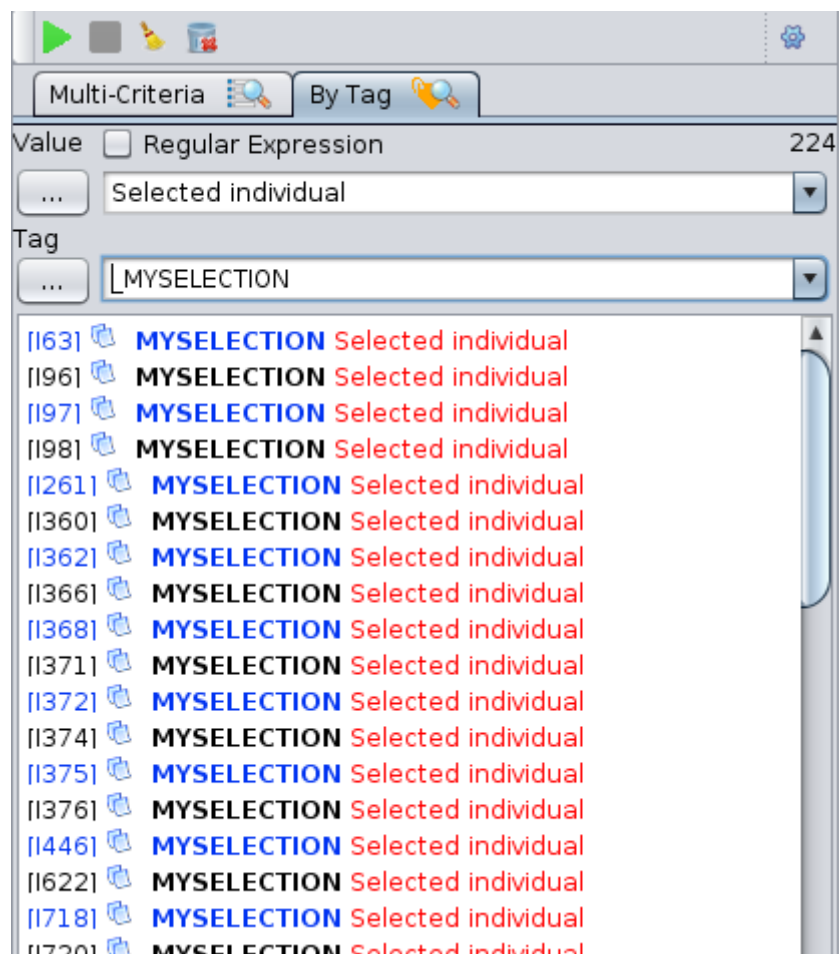 Multi-Criteria By Tag
Value Regular Expression 224
... Selected individual
Tag
... _MYSELECTION
[I63] MYSELECTION Selected individual
[I96] MYSELECTION Selected individual
[I97] MYSELECTION Selected individual
[I98] MYSELECTION Selected individual
[I261] MYSELECTION Selected individual
[I360] MYSELECTION Selected individual
[I362] MYSELECTION Selected individual
[I366] MYSELECTION Selected individual
[I368] MYSELECTION Selected individual
[I371] MYSELECTION Selected individual
[I372] MYSELECTION Selected individual
[I374] MYSELECTION Selected individual
[I375] MYSELECTION Selected individual
[I376] MYSELECTION Selected individual
[I446] MYSELECTION Selected individual
[I622] MYSELECTION Selected individual
[I718] MYSELECTION Selected individual
MYSELECTION Selected individual